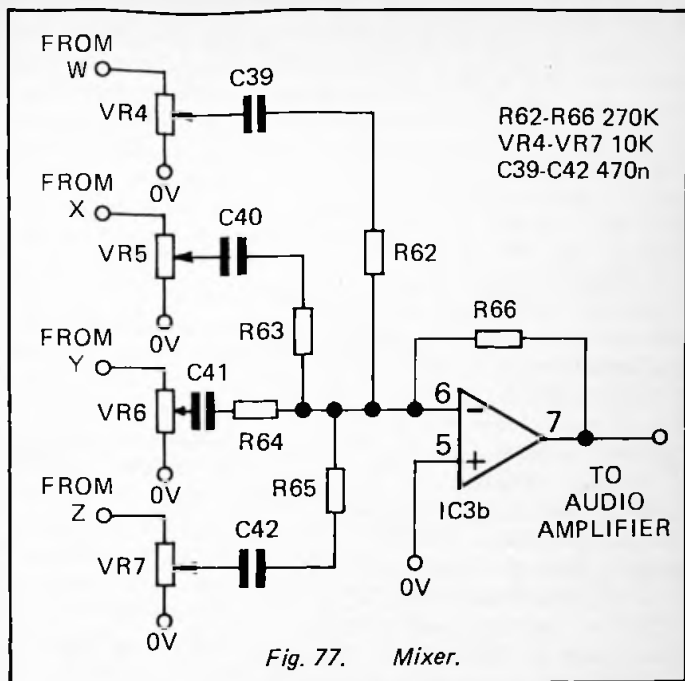 FROM
W
VR4
0V
C39
R62-R66 270K
VR4-VR7 10K
C39-C42 470n
FROM
X
VR5
0V
C40
R62
R63
R66
FROM
Y
C41
VR6
0V
R64
6
-
7
5
+
IC3b
FROM
Z
R65
VR7
0V
C42
0V
TO
AUDIO
AMPLIFIER
Fig. 77. Mixer.